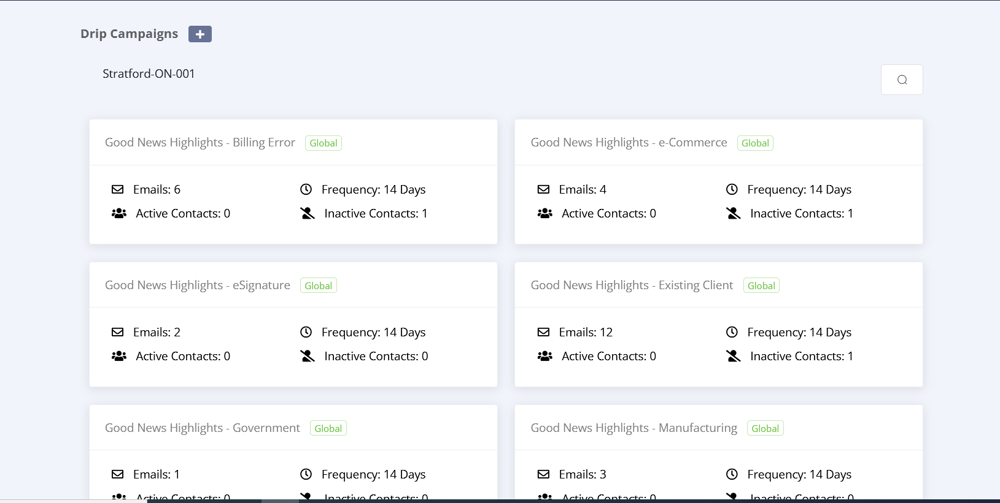 Drip Campaigns
Stratford-ON-001
Good News Highlights - Billing Error Global
Emails: 6 Frequency: 14 Days
Active Contacts: 0 Inactive Contacts: 1
Good News Highlights - e-Commerce Global
Emails: 4 Frequency: 14 Days
Active Contacts: 0 Inactive Contacts: 1
Good News Highlights - eSignature Global
Emails: 2 Frequency: 14 Days
Active Contacts: 0 Inactive Contacts: 0
Good News Highlights - Existing Client Global
Emails: 12 Frequency: 14 Days
Active Contacts: 0 Inactive Contacts: 1
Good News Highlights - Government Global
Emails: 1 Frequency: 14 Days
Active Contacts: 0 Inactive Contacts: 0
Good News Highlights - Manufacturing Global
Emails: 3 Frequency: 14 Days
Active Contacts: 0 Inactive Contacts: 0